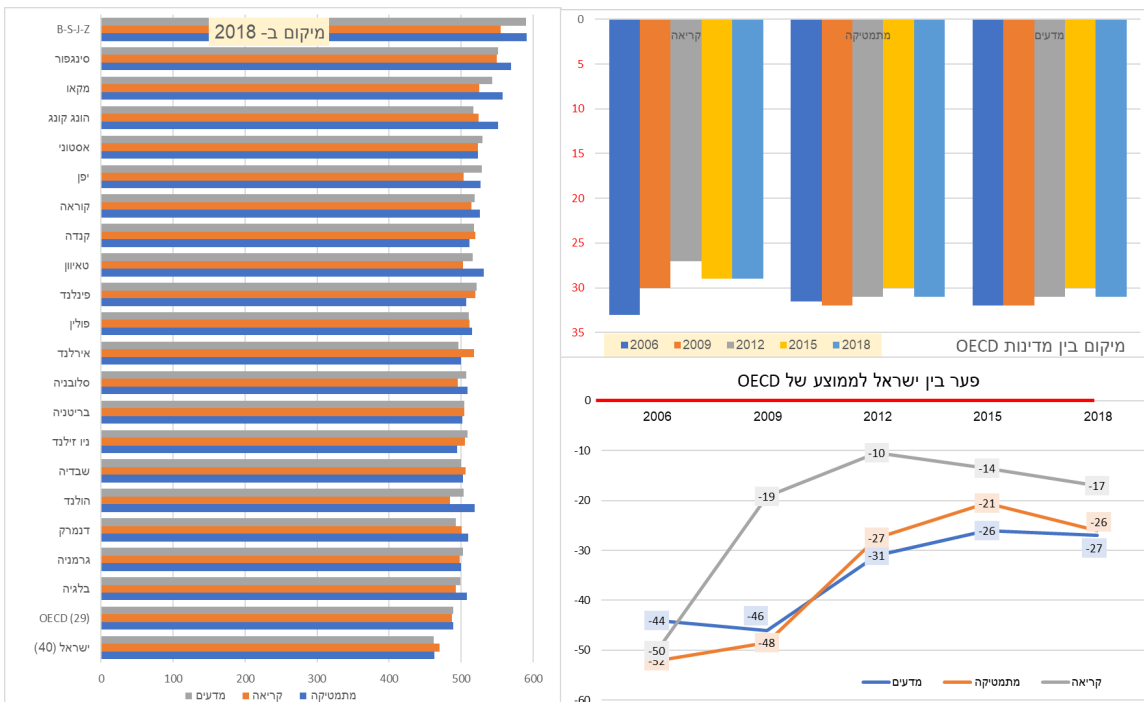 מיקום ב- 2018
B-S-J-Z
סינגפור
מקאו
הונג קונג
אסטוני
יפן
קוראה
קנדה
טאיוון
פינלנד
פולין
אירלנד
סלובניה
בריטניה
ניו זילנד
שבדיה
הולנד
דנמרק
גרמניה
בלגיה
OECD (29)
ישראל (40)
0 100 200 300 400 500 600
מדעים קריאה מתמטיקה
0
5
10
15
20
25
30
35
קריאה מתמטיקה מדעים
2006 2009 2012 2015 2018
מיקום בין מדינות OECD
פער בין ישראל לממוצע של OECD
0
-10
-20
-30
-40
-50
-60
2006 2009 2012 2015 2018
-10
-14
-17
-19
-21
-26
-27
-26
-27
-31
-44
-46
-48
-50
-52
מדעים מתמטיקה קריאה